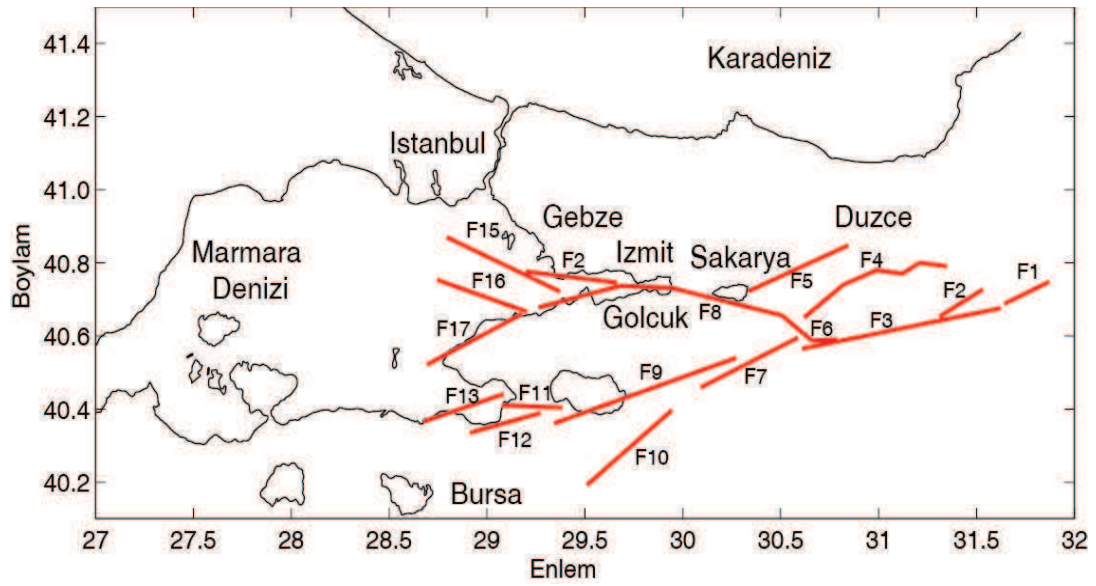 41.4
41.2
41.0
40.8
40.6
40.4
40.2
Boylam
Karadeniz
Istanbul
Marmara
Denizi
Gebze
Izmit
Sakarya
Duzce
Golcuk
Bursa
F15
F2
F16
F17
F8
F5
F4
F1
F2
F3
F6
F7
F9
F10
F11
F13
F12
27
27.5
28
28.5
29
29.5
30
30.5
31
31.5
32
Enlem